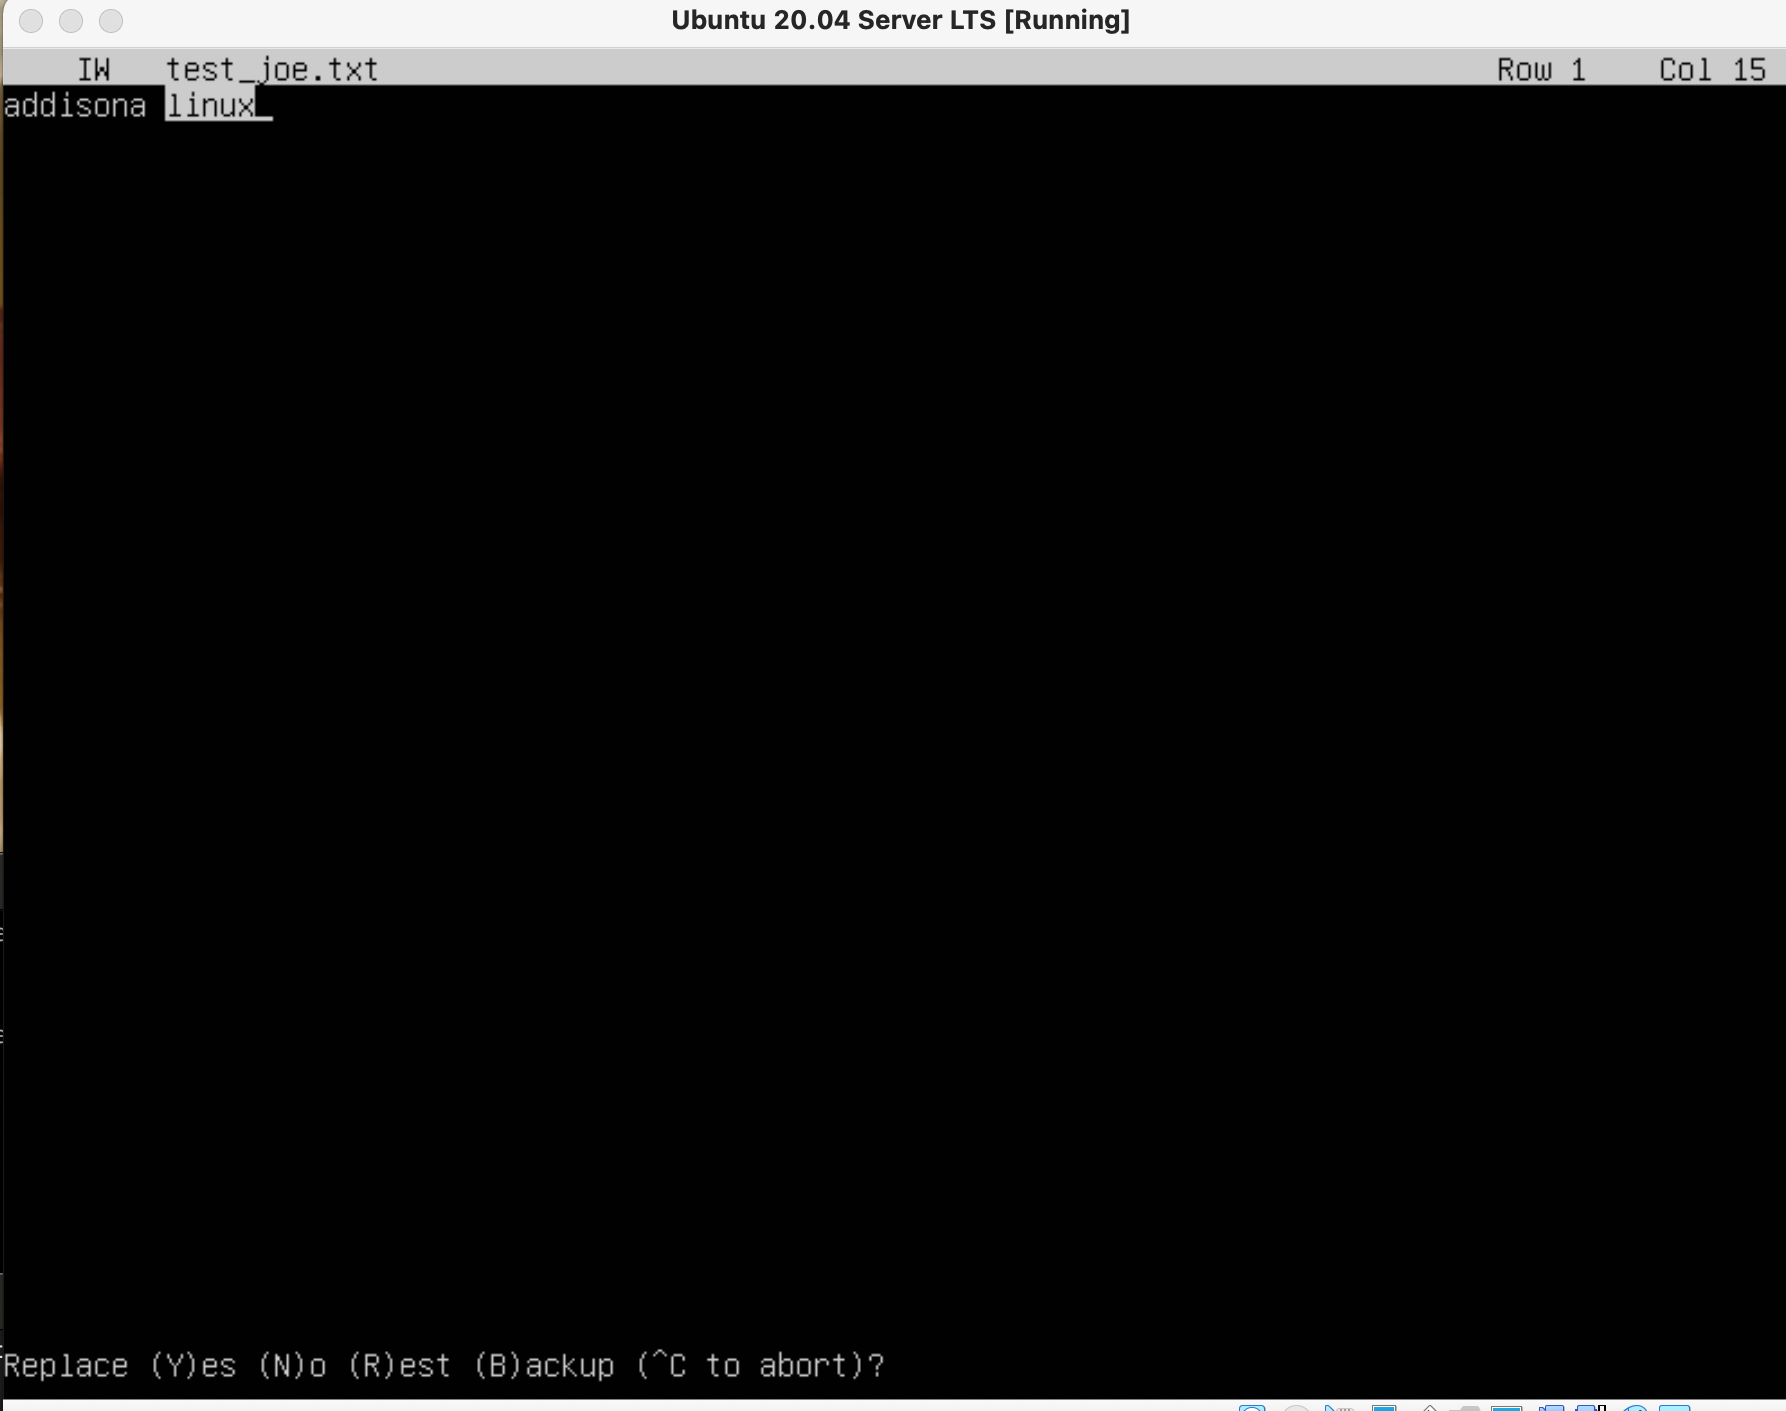 Ubuntu 20.04 Server LTS [Running]
IW test_joe.txt Row 1 Col 15
addisona linux
Replace (Y)es (N)o (R)est (B)ackup (^C to abort)?